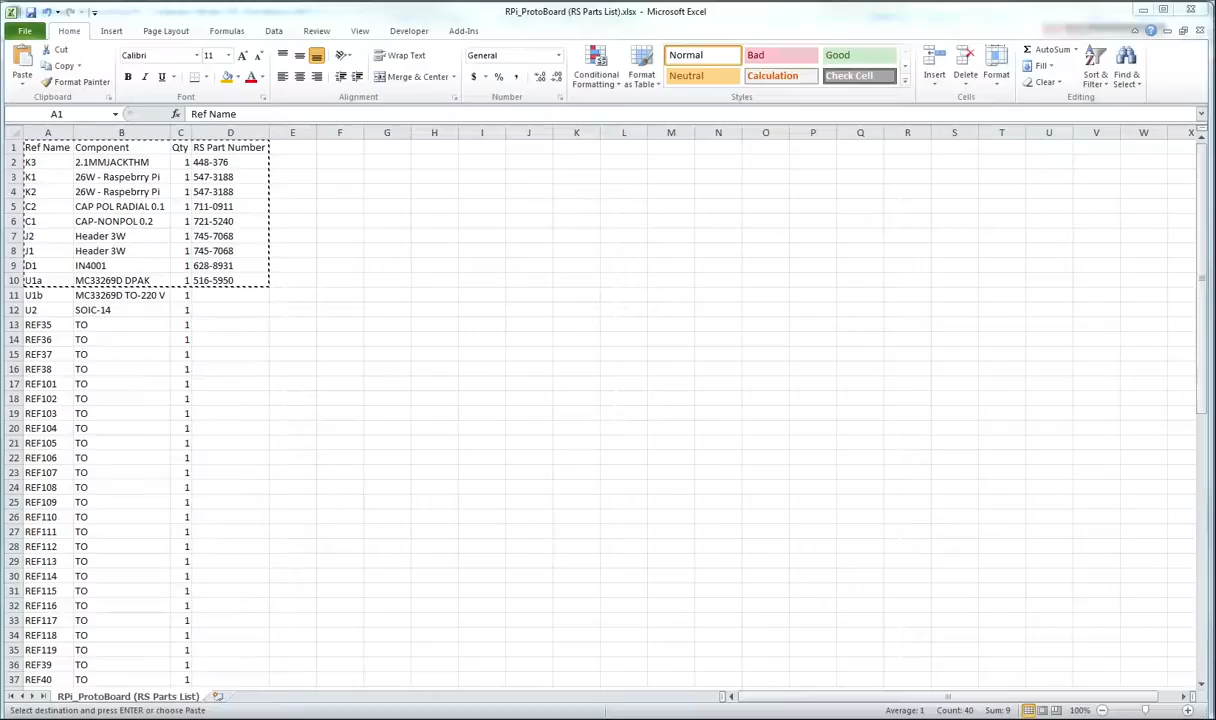 RPi_ProtoBoard (RS Parts List).xlsx - Microsoft Excel
File Home Insert Page Layout Formulas Data Review View Developer Add-Ins
Paste Cut Copy Format Painter Clipboard
Calibri 11 B I U A Font
Wrap Text Merge & Center Alignment
General $ % , Number
Conditional Formatting Format as Table Normal Bad Good Neutral Calculation Check Cell Styles
Insert Delete Format Cells
AutoSum Fill Clear Sort & Filter Find & Select Editing
A1 fx Ref Name
A B C D E F G H I J K L M N O P Q R S T U V W X
1 Ref Name Component Qty RS Part Number
2 K3 2.1MMJACKTHM 1 448-376
3 K1 26W - Raspebrry Pi 1 547-3188
4 K2 26W - Raspebrry Pi 1 547-3188
5 C2 CAP POL RADIAL 0.1 1 711-0911
6 C1 CAP-NONPOL 0.2 1 721-5240
7 J2 Header 3W 1 745-7068
8 J1 Header 3W 1 745-7068
9 D1 IN4001 1 628-8931
10 U1a MC33269D DPAK 1 516-5950
11 U1b MC33269D TO-220 V 1
12 U2 SOIC-14 1
13 REF35 TO 1
14 REF36 TO 1
15 REF37 TO 1
16 REF38 TO 1
17 REF101 TO 1
18 REF102 TO 1
19 REF103 TO 1
20 REF104 TO 1
21 REF105 TO 1
22 REF106 TO 1
23 REF107 TO 1
24 REF108 TO 1
25 REF109 TO 1
26 REF110 TO 1
27 REF111 TO 1
28 REF112 TO 1
29 REF113 TO 1
30 REF114 TO 1
31 REF115 TO 1
32 REF116 TO 1
33 REF117 TO 1
34 REF118 TO 1
35 REF119 TO 1
36 REF39 TO 1
37 REF40 TO 1
RPi_ProtoBoard (RS Parts List)
Select destination and press ENTER or choose Paste Average: 1 Count: 40 Sum: 9 100%